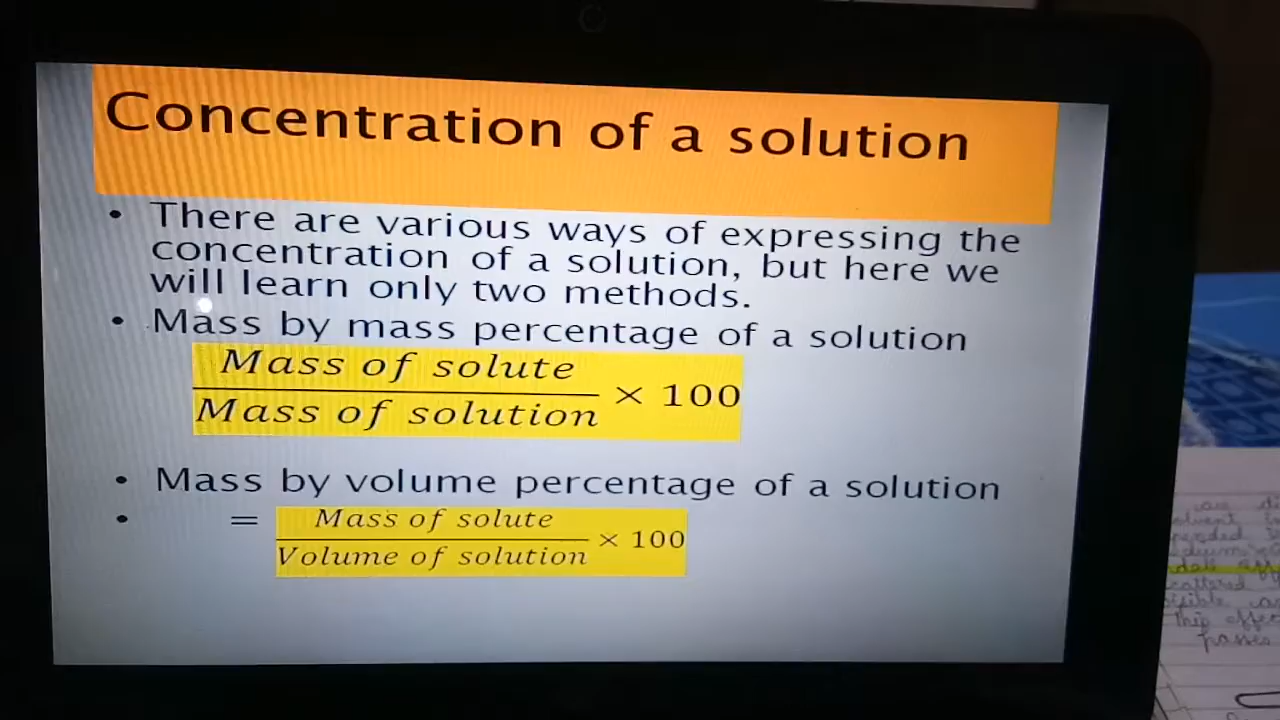 Concentration of a solution
• There are various ways of expressing the
concentration of a solution, but here we
will learn only two methods.
• Mass by mass percentage of a solution
Mass of solute
Mass of solution
× 100
• Mass by volume percentage of a solution
• =
Mass of solute
Volume of solution
× 100
are
passes